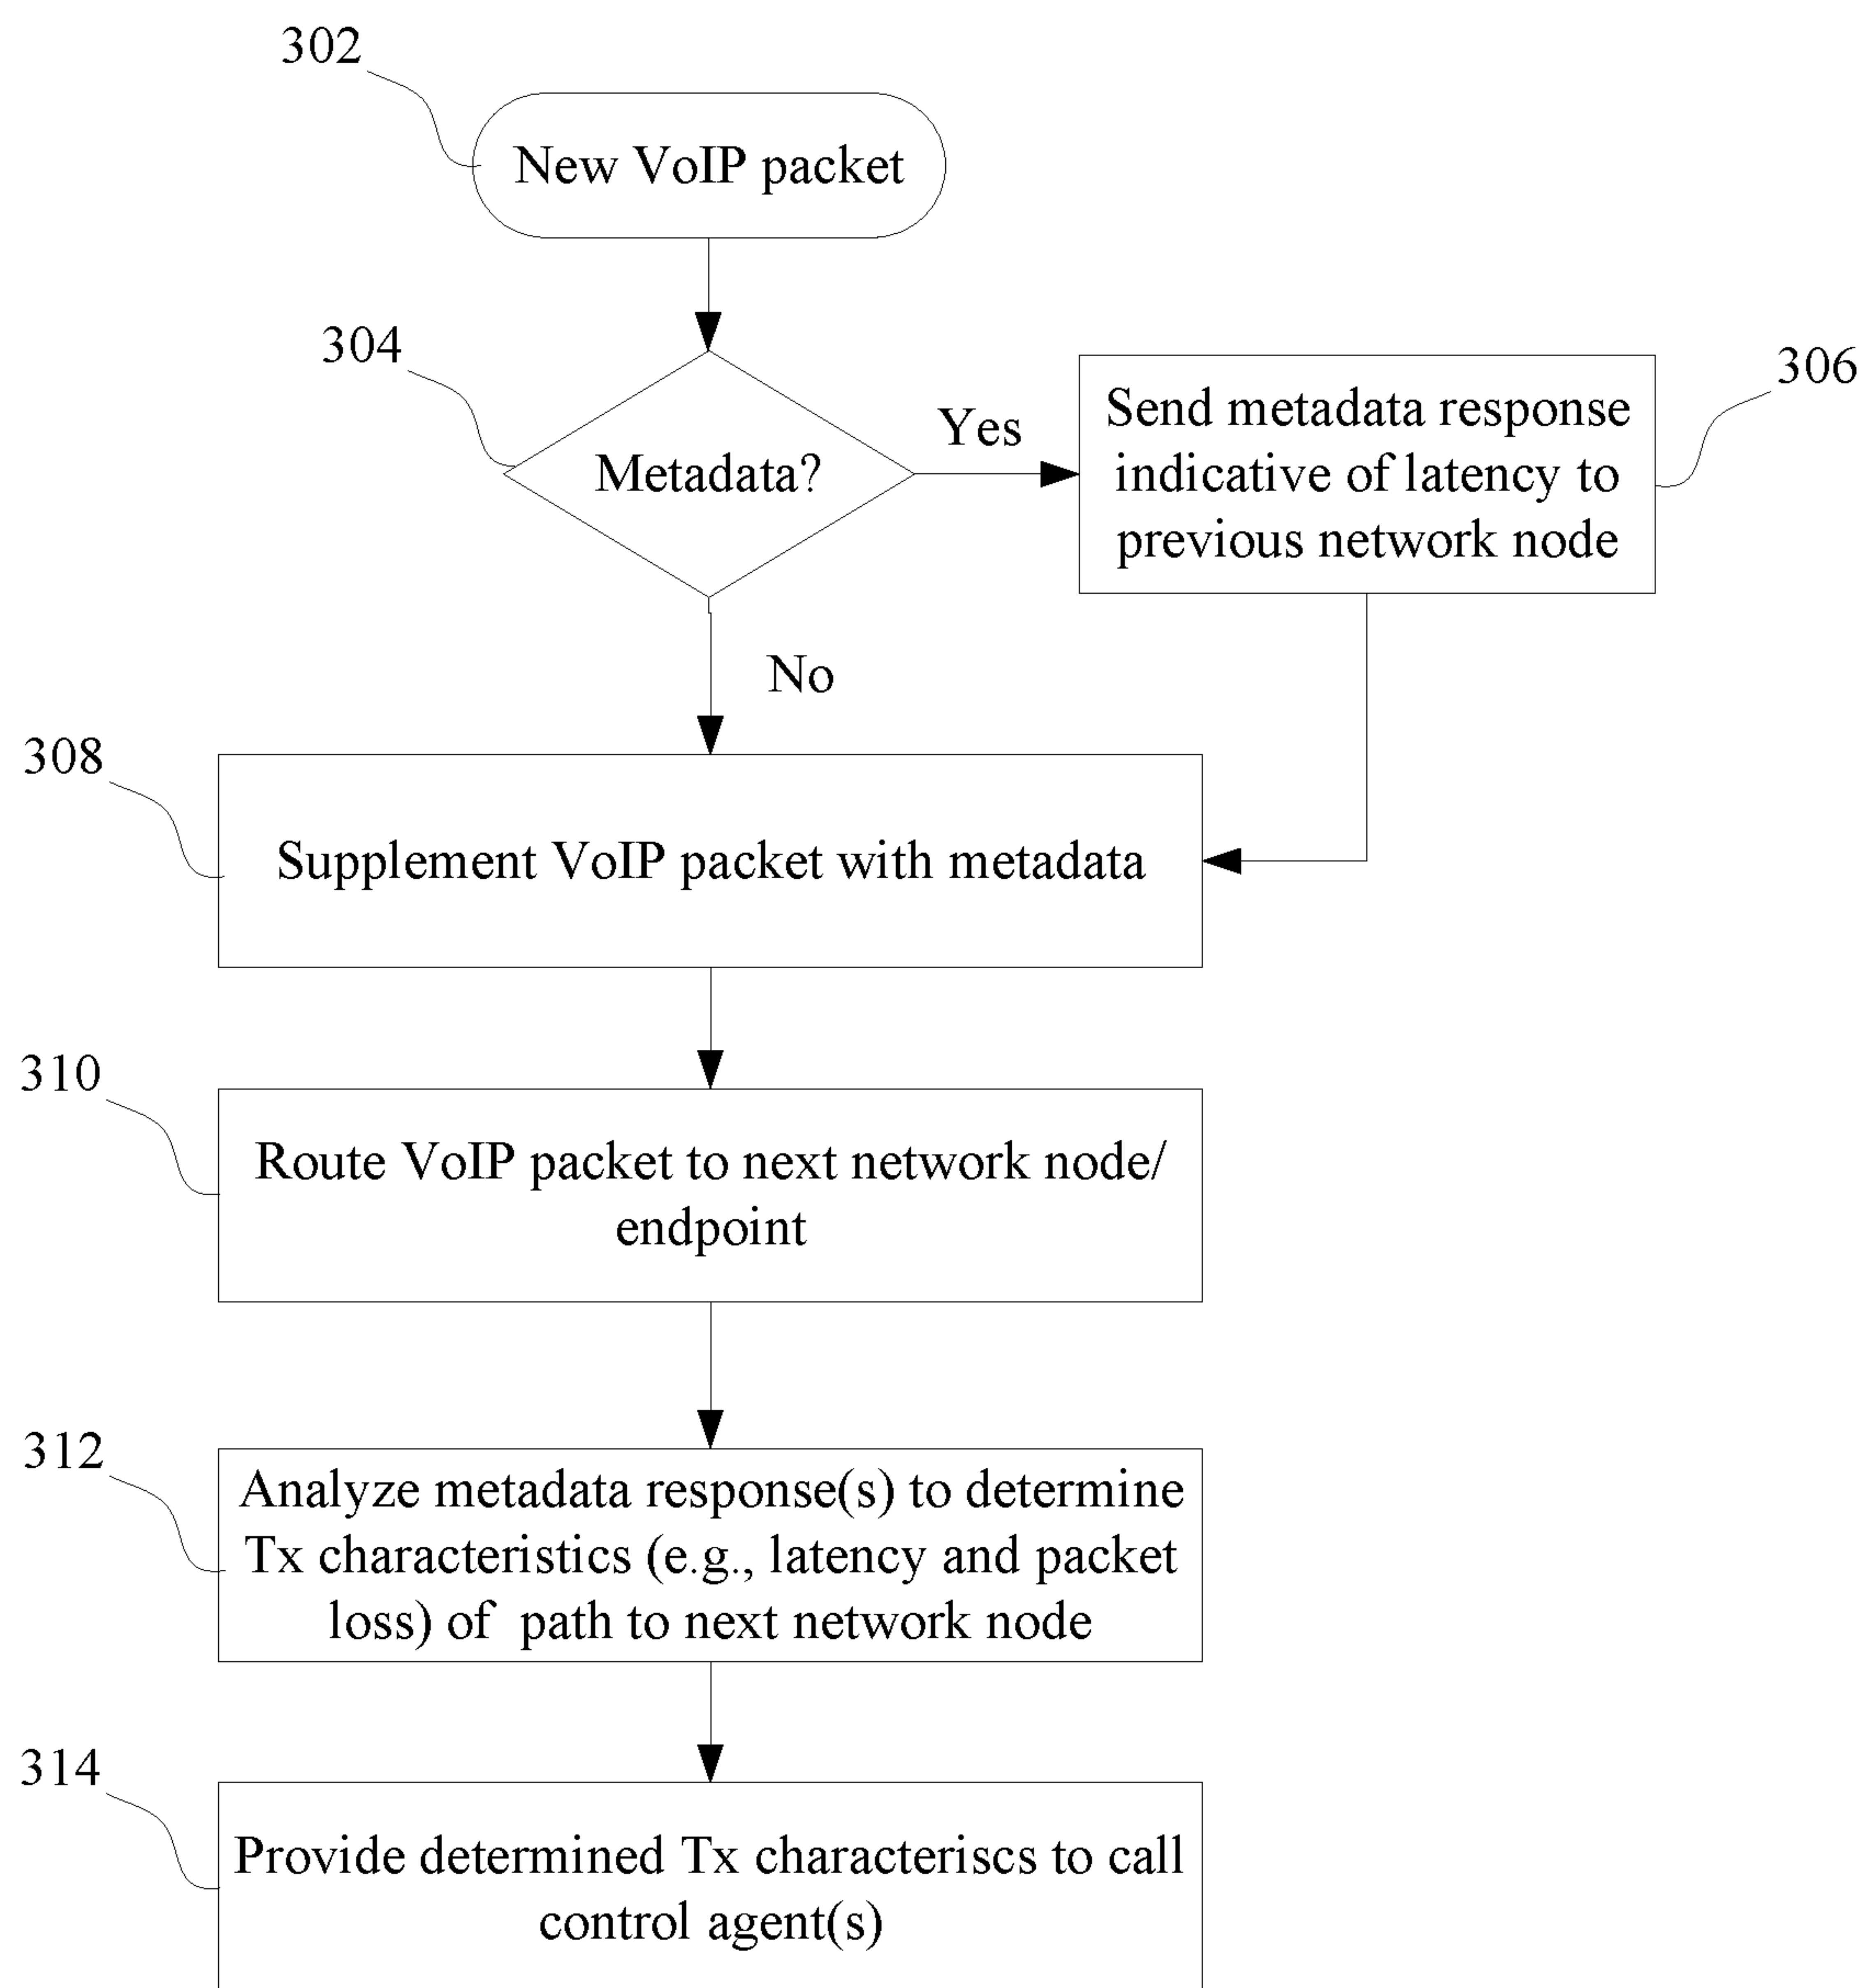 302
New VoIP packet
304
Metadata?
Yes
306
Send metadata response
indicative of latency to
previous network node
No
308
Supplement VoIP packet with metadata
310
Route VoIP packet to next network node/
endpoint
312
Analyze metadata response(s) to determine
Tx characteristics (e.g., latency and packet
loss) of path to next network node
314
Provide determined Tx characteriscs to call
control agent(s)